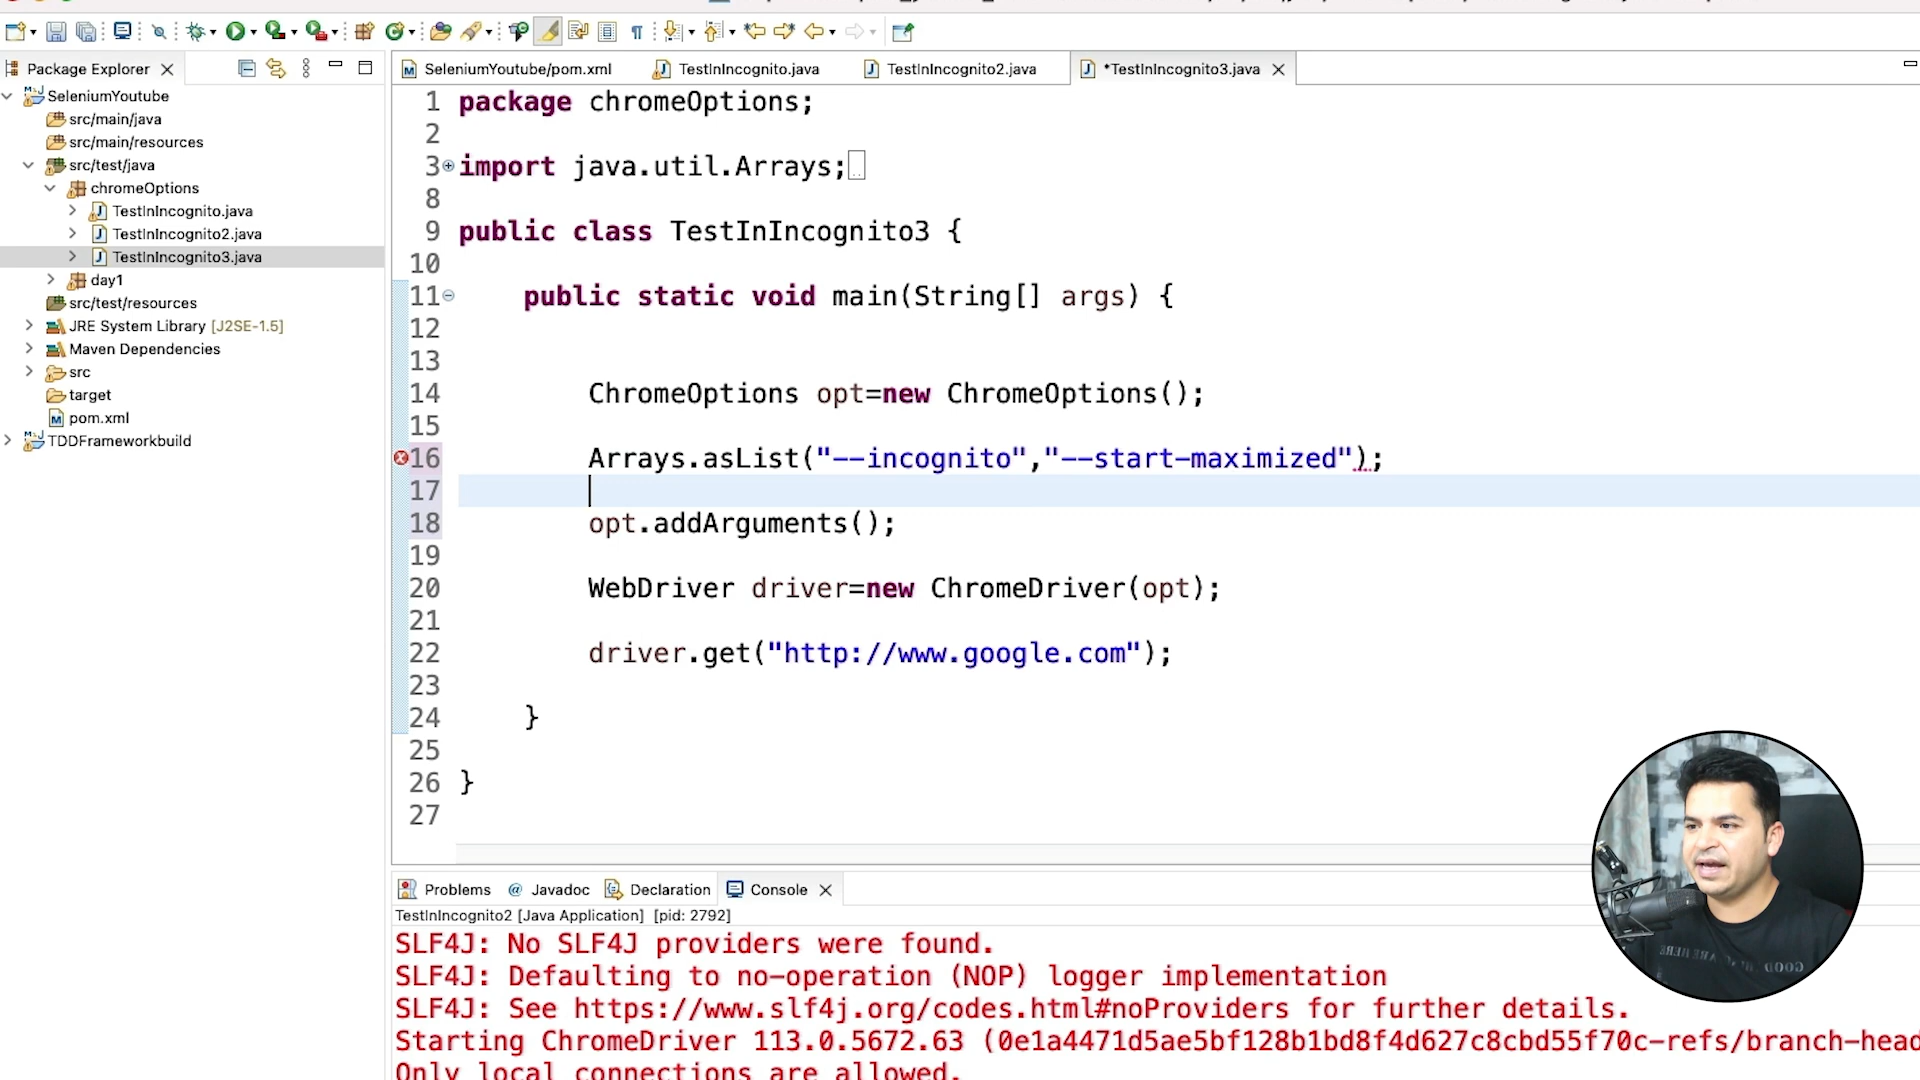 Package Explorer
SeleniumYoutube
src/main/java
src/main/resources
src/test/java
chromeOptions
TestInIncognito.java
TestInIncognito2.java
TestInIncognito3.java
day1
src/test/resources
JRE System Library [J2SE-1.5]
Maven Dependencies
src
target
pom.xml
TDDFrameworkbuild
SeleniumYoutube/pom.xml
TestInIncognito.java
TestInIncognito2.java
*TestInIncognito3.java
1 package chromeOptions;
2
3 import java.util.Arrays;
8
9 public class TestInIncognito3 {
10
11 public static void main(String[] args) {
12
13
14 ChromeOptions opt=new ChromeOptions();
15
16 Arrays.asList("--incognito","--start-maximized");
17
18 opt.addArguments();
19
20 WebDriver driver=new ChromeDriver(opt);
21
22 driver.get("http://www.google.com");
23
24 }
25
26 }
27
Problems
@ Javadoc
Declaration
Console
TestInIncognito2 [Java Application] [pid: 2792]
SLF4J: No SLF4J providers were found.
SLF4J: Defaulting to no-operation (NOP) logger implementation
SLF4J: See https://www.slf4j.org/codes.html#noProviders for further details.
Starting ChromeDriver 113.0.5672.63 (0e1a4471d5ae5bf128b1bd8f4d627c8cbd55f70c-refs/branch-head
Only local connections are allowed.